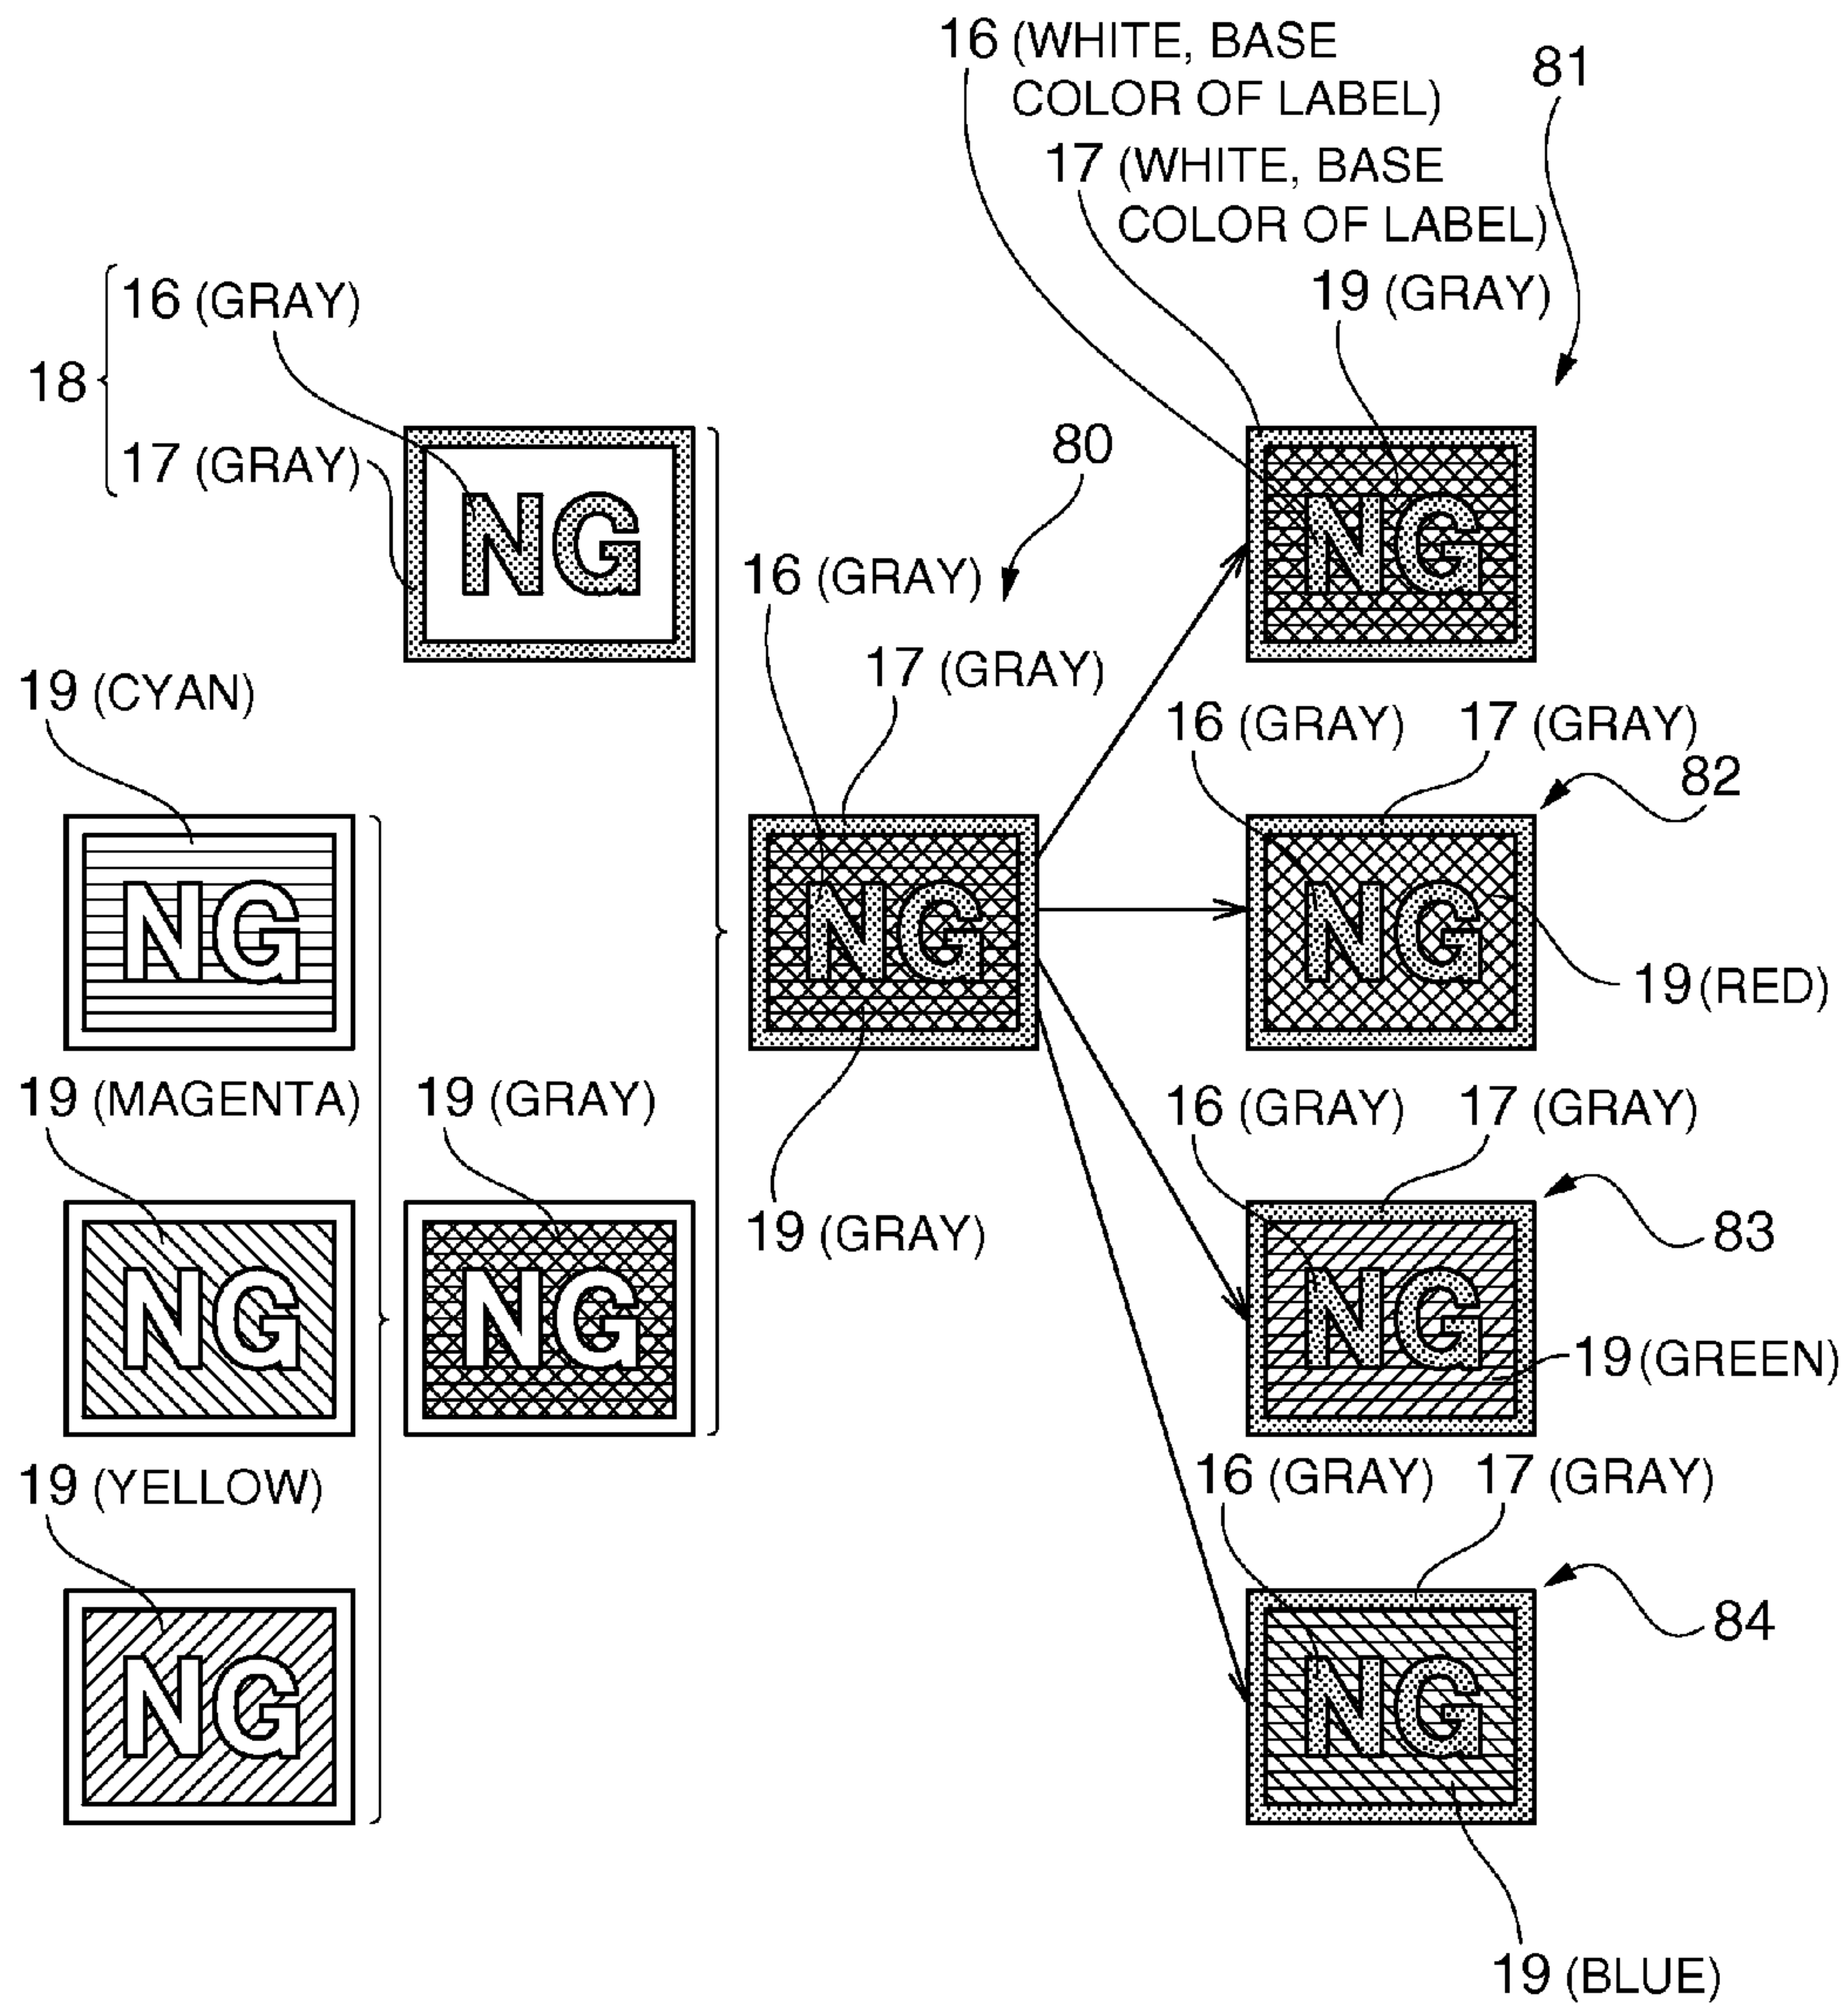 16 (WHITE, BASE
COLOR OF LABEL)
81
17 (WHITE, BASE
COLOR OF LABEL)
19 (GRAY)
18
16 (GRAY)
17 (GRAY)
NG
80
NG
16 (GRAY)
17 (GRAY)
19 (CYAN)
16 (GRAY)
17 (GRAY)
82
NG
NG
NG
19 (RED)
19 (MAGENTA)
19 (GRAY)
16 (GRAY)
17 (GRAY)
19 (GRAY)
83
NG
NG
NG
19 (GREEN)
19 (YELLOW)
16 (GRAY)
17 (GRAY)
84
NG
NG
19 (BLUE)